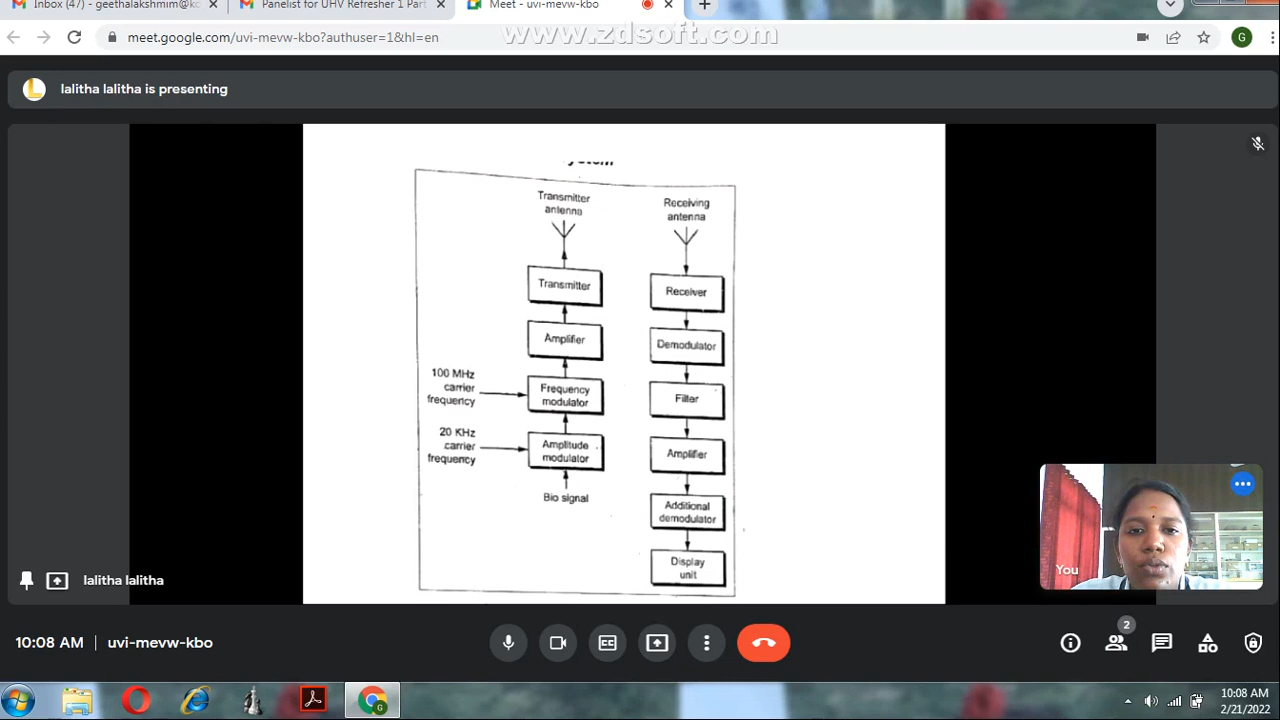 Inbox (47) - geethalakshmim@kc
Panelist for UHV Refresher 1 Part
Meet - uvi-mevw-kbo
meet.google.com/uvi-mevw-kbo?authuser=1&hl=en
www.zdsoft.com
G
L
lalitha lalitha is presenting
Transmitter
antenna
Transmitter
Amplifier
100 MHz
carrier
frequency
Frequency
modulator
20 KHz
carrier
frequency
Amplitude
modulator
Bio signal
Receiving
antenna
Receiver
Demodulator
Filter
Amplifier
Additional
demodulator
Display
unit
You
lalitha lalitha
10:08 AM | uvi-mevw-kbo
CC
2
G
10:08 AM
2/21/2022